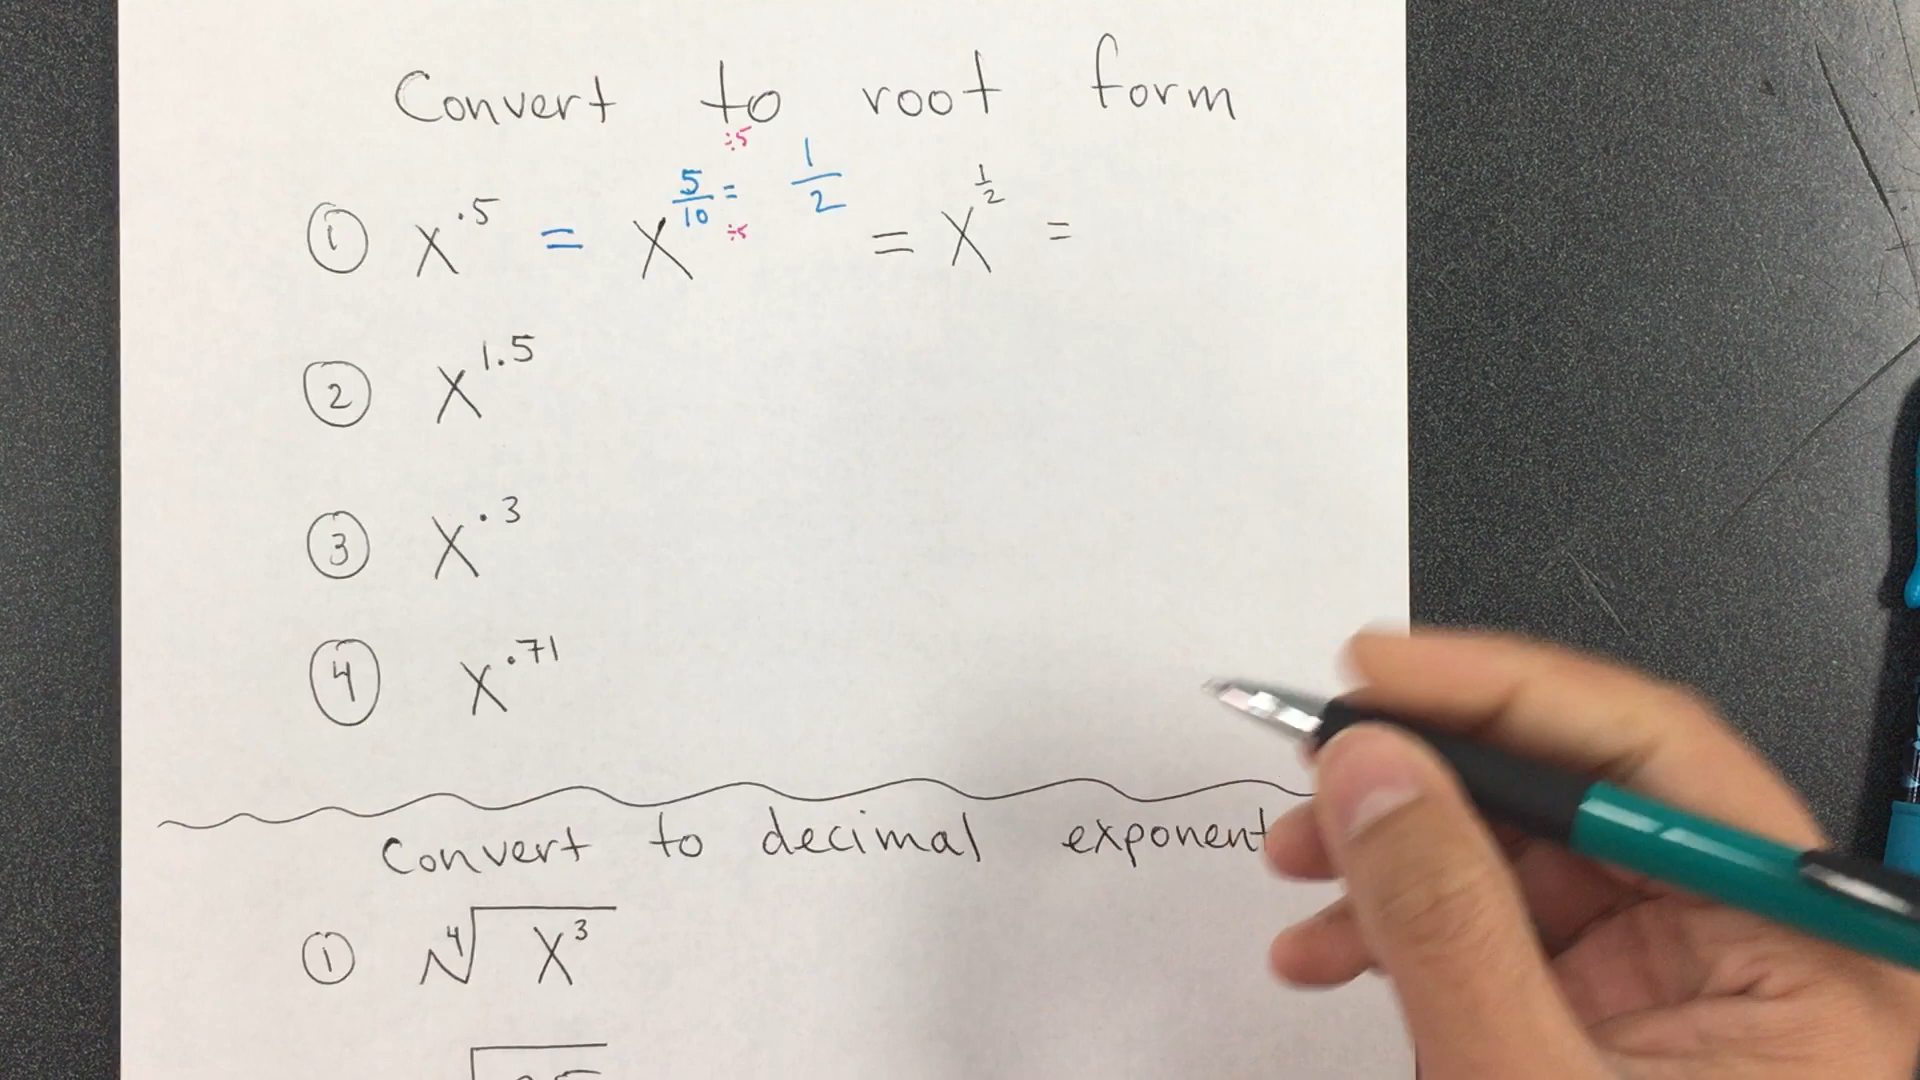 Convert to root form
① x^.5 = x^(5/10 ÷5/÷5 = 1/2) = x^(1/2) =
② x^1.5
③ x^.3
④ x^.71
Convert to decimal exponent
① ⁴√x³